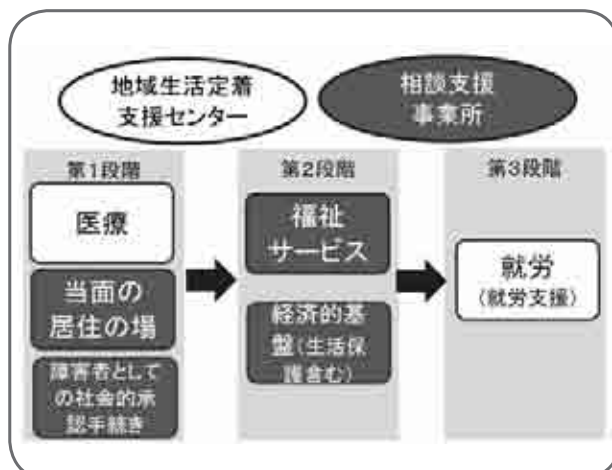 地域生活定着
支援センター
相談支援
事業所
第1段階
医療
当面の
居住の場
障害者として
の社会的承
認手続き
第2段階
福祉
サービス
経済的基
盤(生活保
護含む)
第3段階
就労
(就労支援)